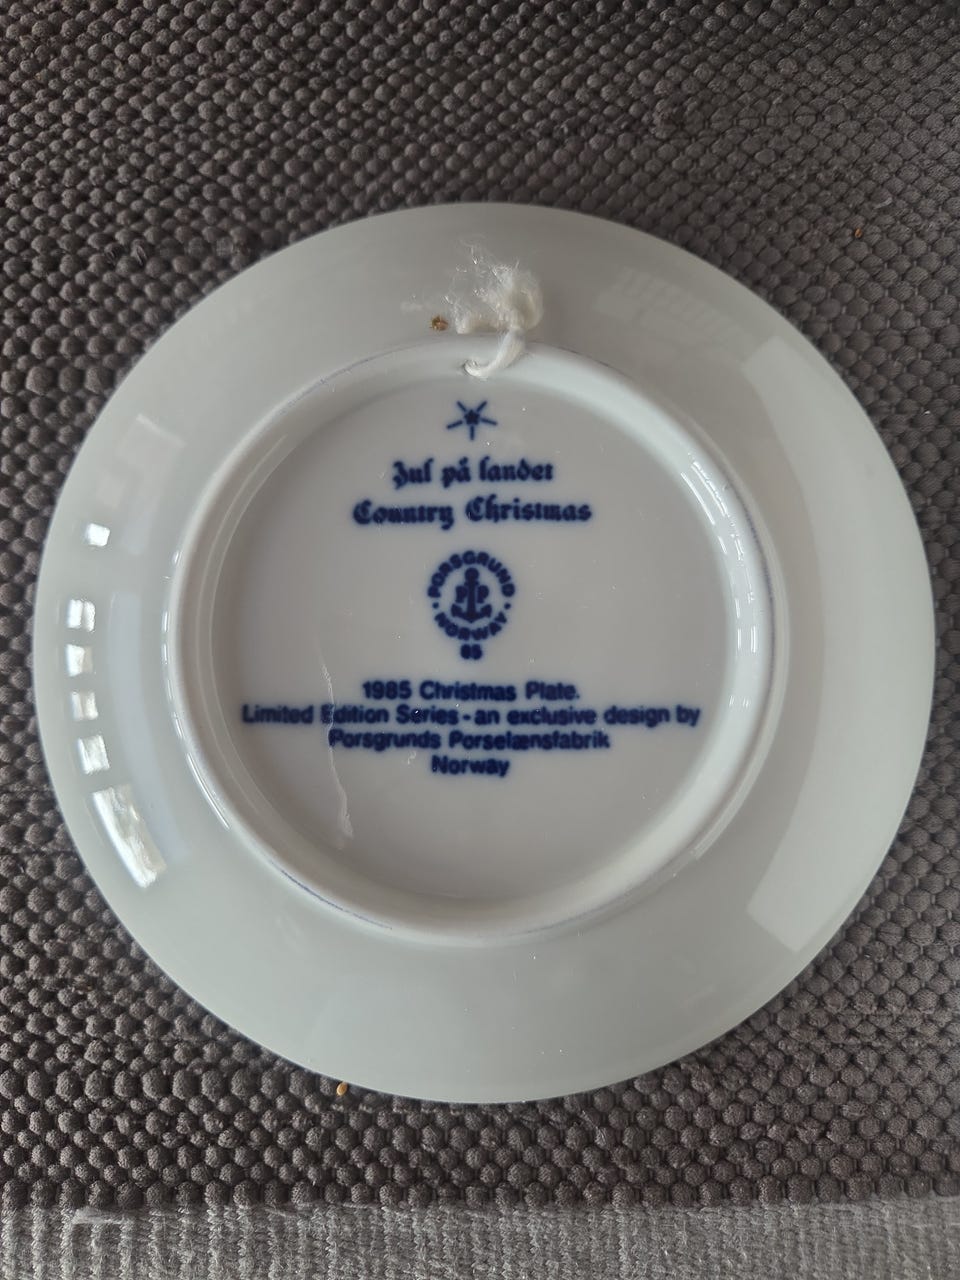 Jul på landet
Country Christmas
PORSGRUND
P P
NORWAY
85
1985 Christmas Plate.
Limited Edition Series - an exclusive design by
Porsgrunds Porselænsfabrik
Norway